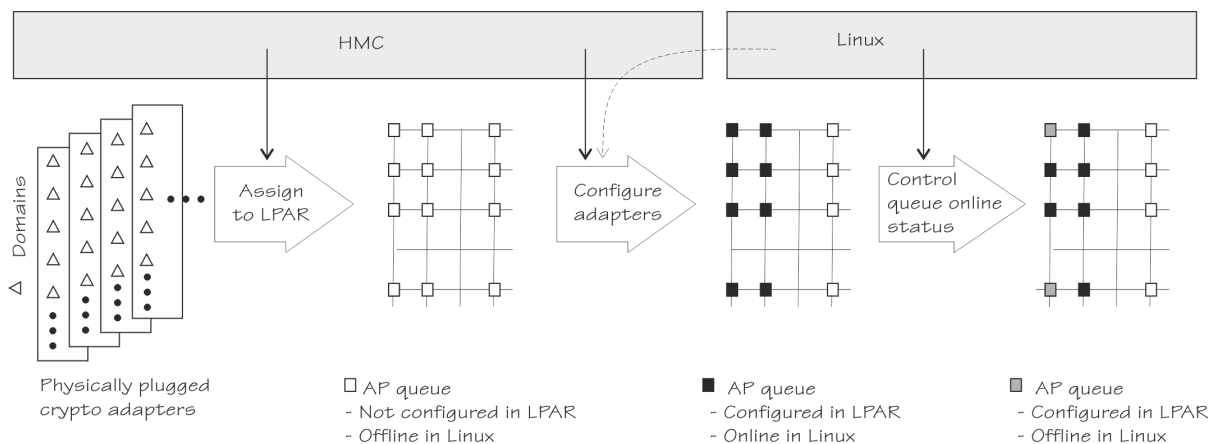 HMC
Linux
Domains
Assign
to LPAR
Configure
adapters
Control
queue online
status
Physically plugged
crypto adapters
AP queue
- Not configured in LPAR
- Offline in Linux
AP queue
- Configured in LPAR
- Online in Linux
AP queue
- Configured in LPAR
- Offline in Linux